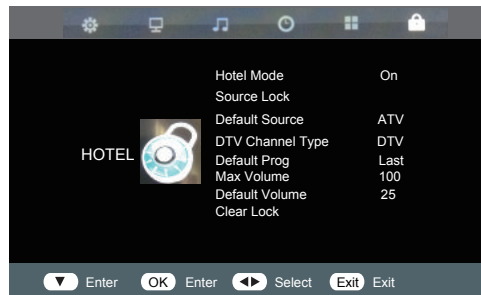 Hotel Mode On
Source Lock
Default Source ATV
DTV Channel Type DTV
HOTEL
Default Prog Last
Max Volume 100
Default Volume 25
Clear Lock
▼ Enter OK Enter ◀▶ Select Exit Exit